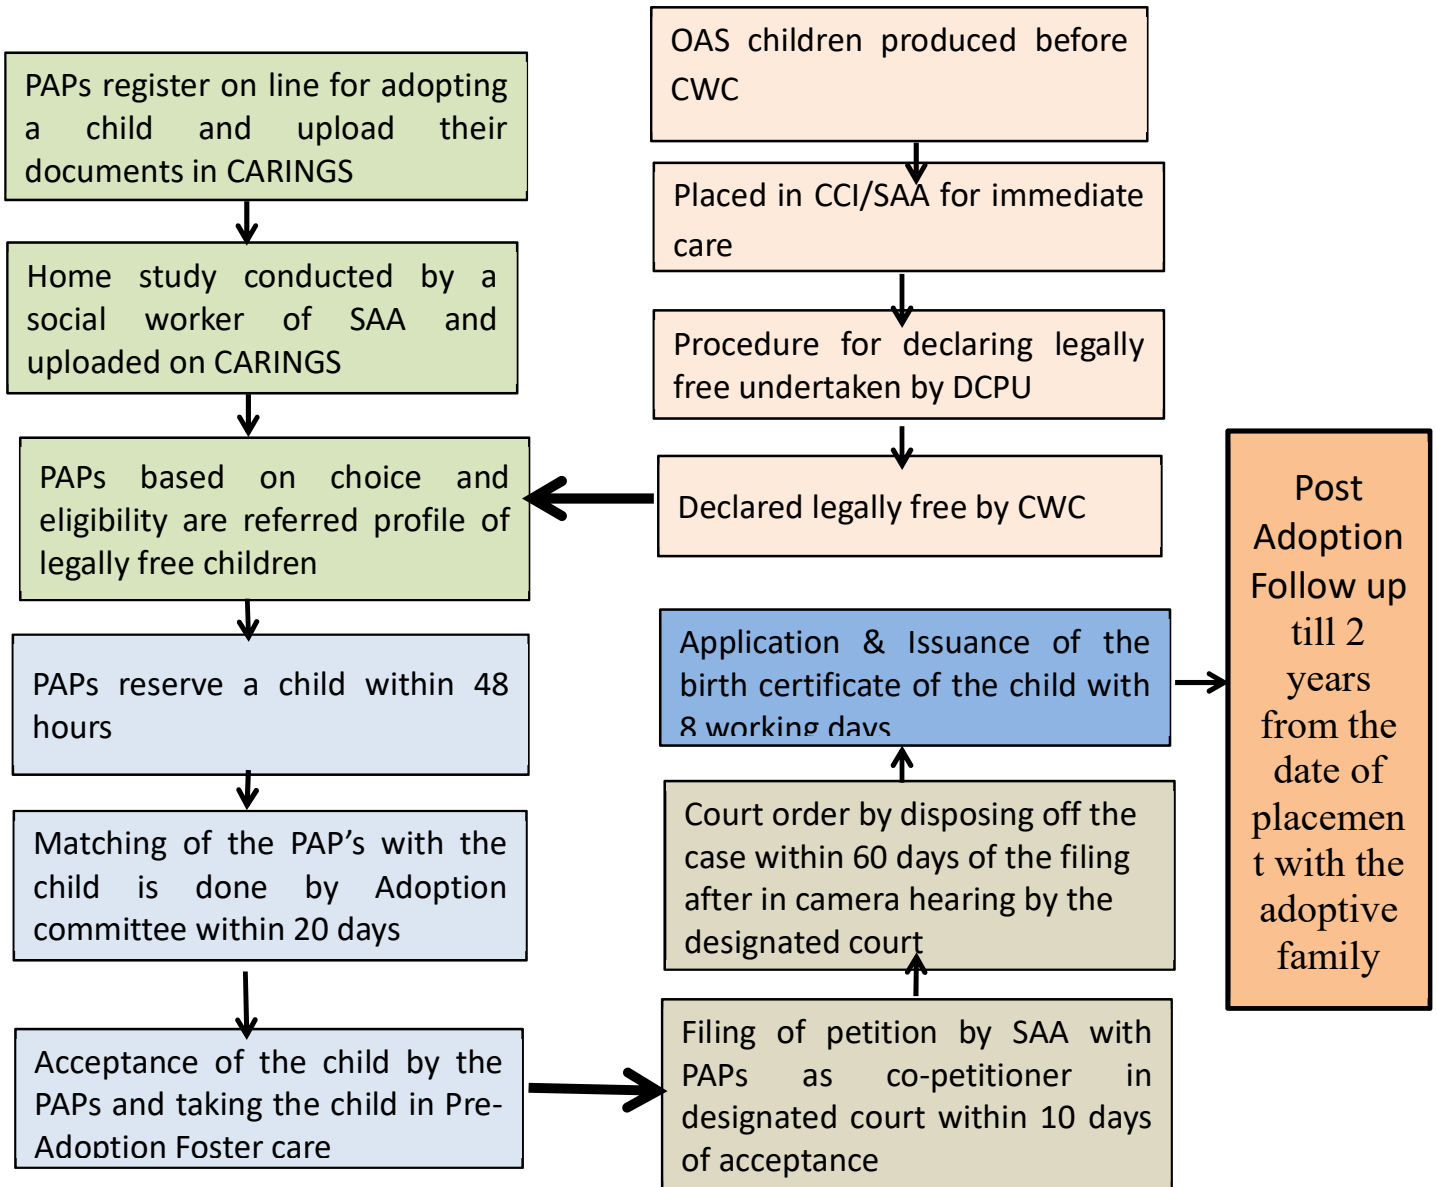 PAPs register on line for adopting
a child and upload their
documents in CARINGS
Home study conducted by a
social worker of SAA and
uploaded on CARINGS
PAPs based on choice and
eligibility are referred profile of
legally free children
PAPs reserve a child within 48
hours
Matching of the PAP’s with the
child is done by Adoption
committee within 20 days
Acceptance of the child by the
PAPs and taking the child in Pre-
Adoption Foster care
OAS children produced before
CWC
Placed in CCI/SAA for immediate
care
Procedure for declaring legally
free undertaken by DCPU
Declared legally free by CWC
Application & Issuance of the
birth certificate of the child with
8 working days
Court order by disposing off the
case within 60 days of the filing
after in camera hearing by the
designated court
Filing of petition by SAA with
PAPs as co-petitioner in
designated court within 10 days
of acceptance
Post
Adoption
Follow up
till 2
years
from the
date of
placemen
t with the
adoptive
family